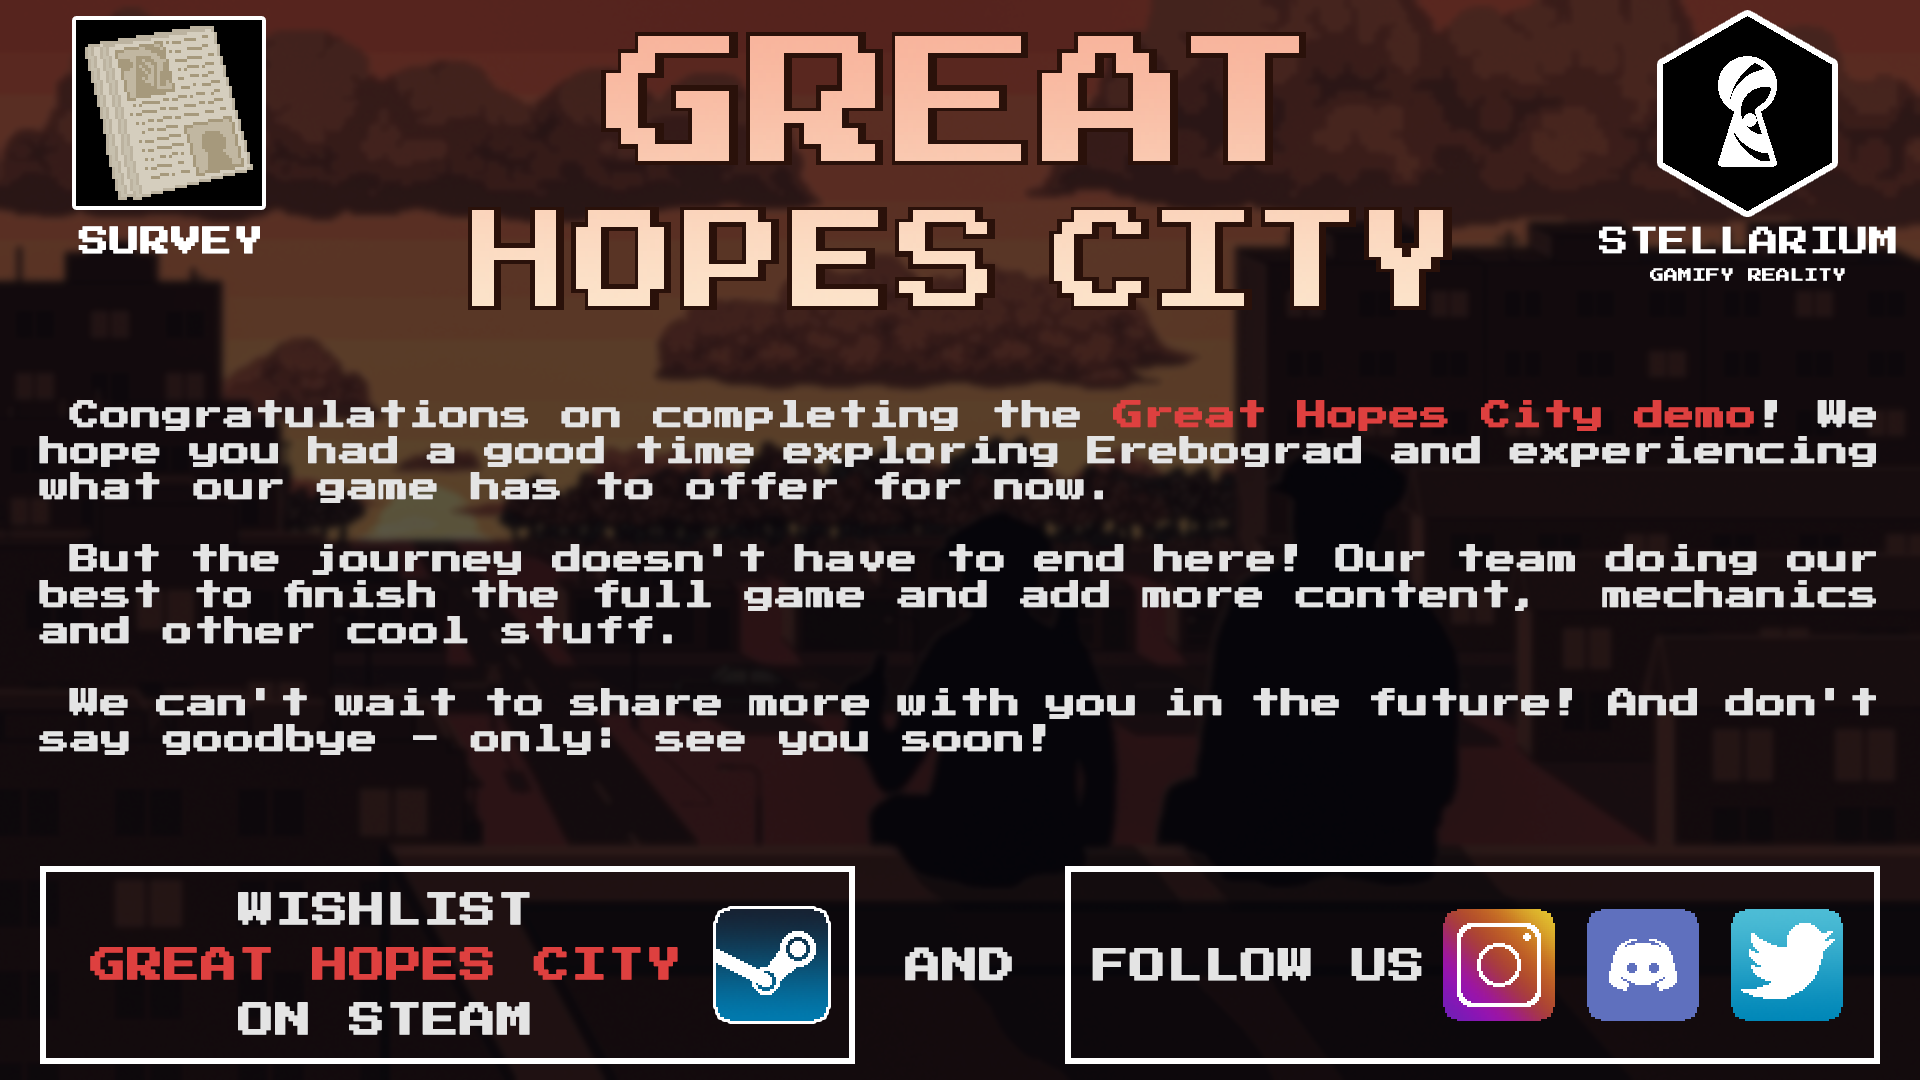 GREAT
HOPES CITY
SURVEY
STELLARIUM
GAMIFY REALITY
Congratulations on completing the Great Hopes City demo! We
hope you had a good time exploring Erebograd and experiencing
what our game has to offer for now.
But the journey doesn't have to end here! Our team doing our
best to finish the full game and add more content, mechanics
and other cool stuff.
We can't wait to share more with you in the future! And don't
say goodbye - only: see you soon!
WISHLIST
GREAT HOPES CITY
ON STEAM
AND
FOLLOW US